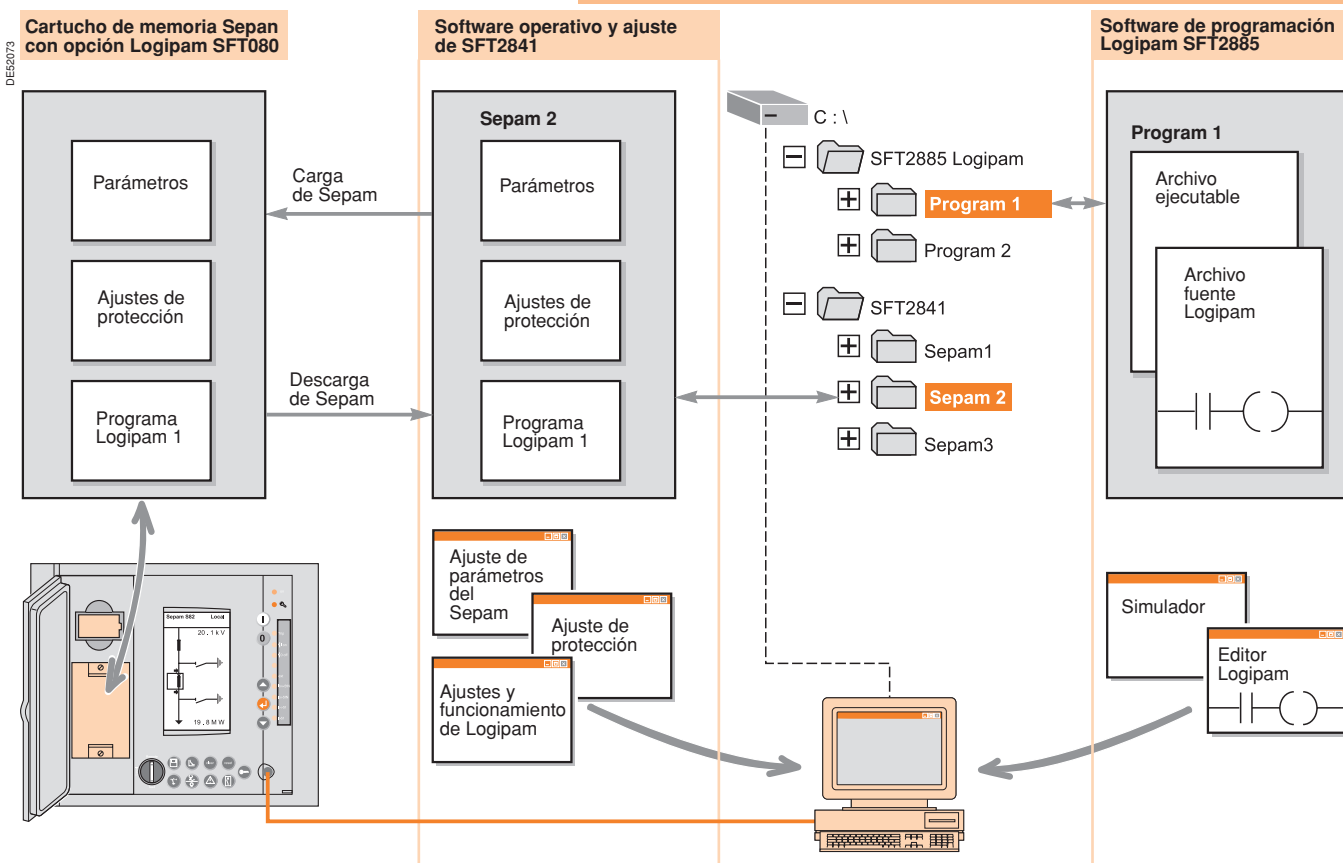 Cartucho de memoria Sepan
con opción Logipam SFT080
Software operativo y ajuste
de SFT2841
Software de programación
Logipam SFT2885
DE52073
Parámetros
Ajustes de
protección
Programa
Logipam 1
Carga
de Sepam
Descarga
de Sepam
Sepam 2
Parámetros
Ajustes de
protección
Programa
Logipam 1
C : \
SFT2885 Logipam
Program 1
Program 2
SFT2841
Sepam1
Sepam 2
Sepam3
Program 1
Archivo
ejecutable
Archivo
fuente
Logipam
Ajuste de
parámetros
del
Sepam
Ajuste de
protección
Ajustes y
funcionamiento
de Logipam
Simulador
Editor
Logipam
Sepam S82 Local
20.1kV
19,8MW
I
0